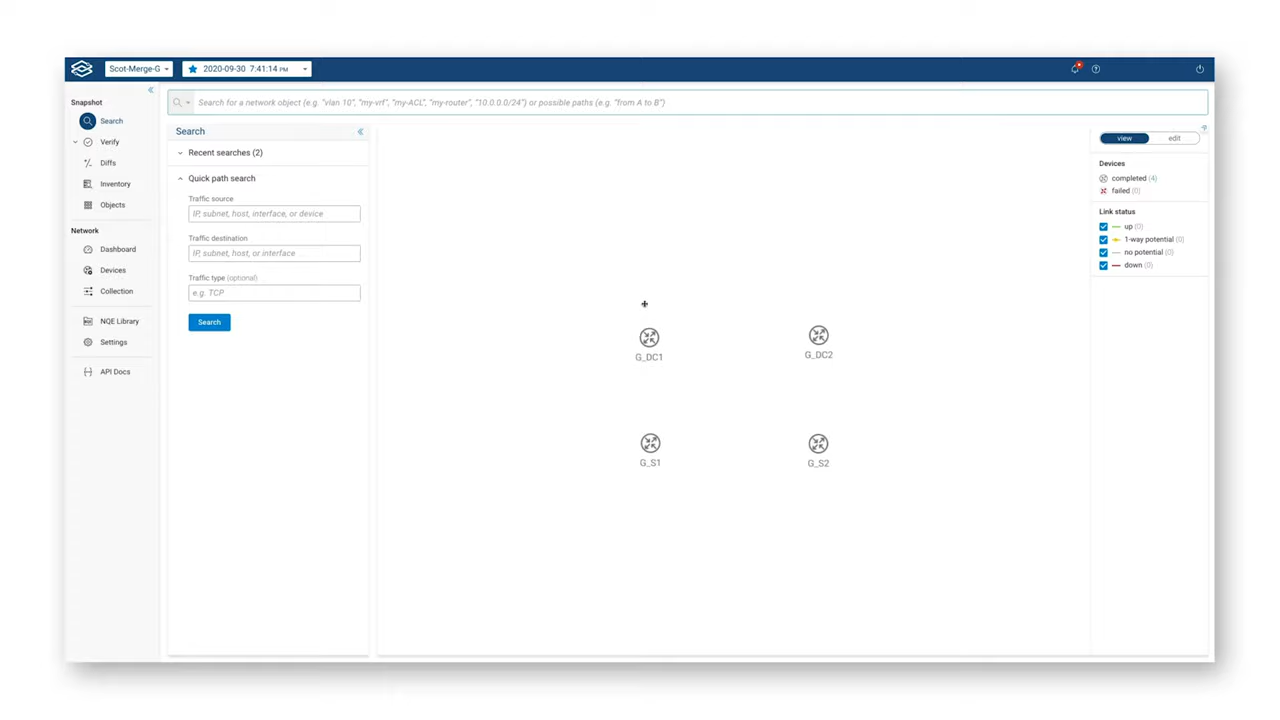 Scot-Merge-G
2020-09-30 7:41:14 PM
Snapshot
Search
Verify
Diffs
Inventory
Objects
Network
Dashboard
Devices
Collection
NQE Library
Settings
API Docs
Search for a network object (e.g. "vlan 10", "my-vrf", "my-ACL", "my-router", "10.0.0.0/24") or possible paths (e.g. "from A to B")
Search
Recent searches (2)
Quick path search
Traffic source
IP, subnet, host, interface, or device
Traffic destination
IP, subnet, host, or interface
Traffic type (optional)
e.g. TCP
Search
G_DC1
G_DC2
G_S1
G_S2
view edit
Devices
completed (4)
failed (0)
Link status
up (0)
1-way potential (0)
no potential (0)
down (0)